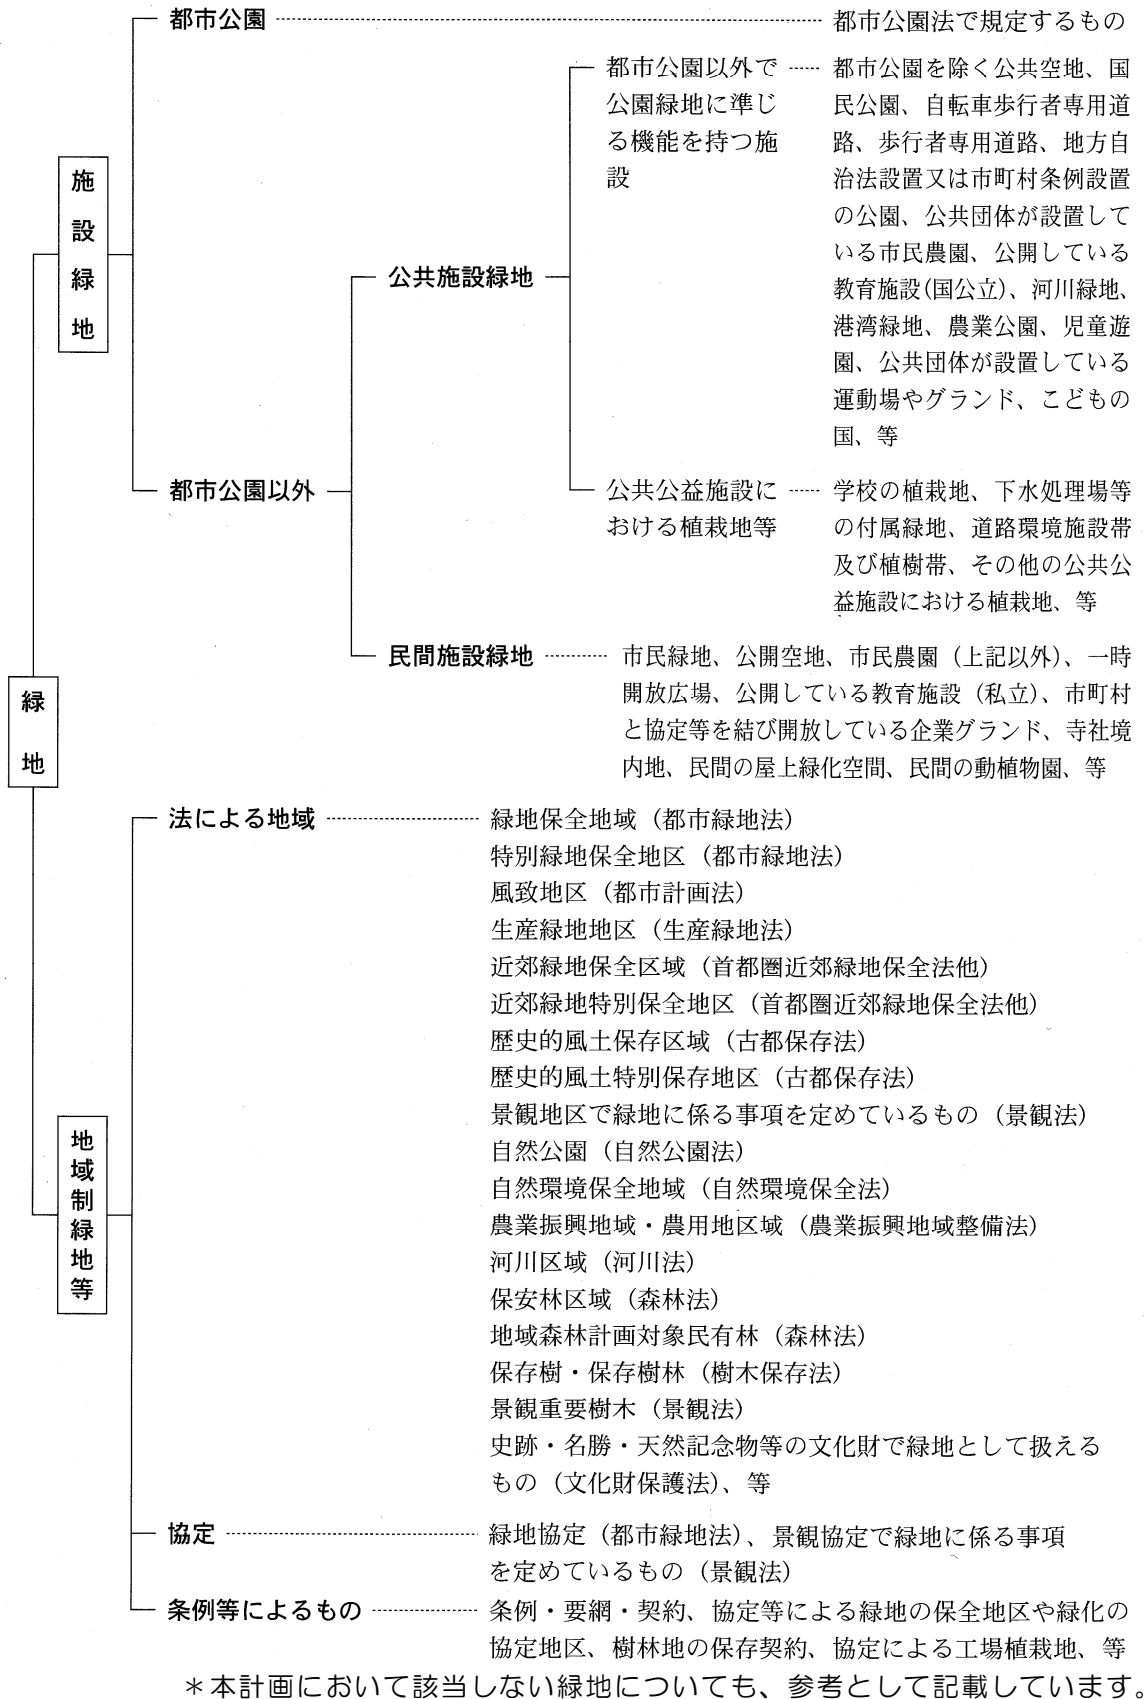 都市公園
都市公園法で規定するもの
都市公園以外で
公園緑地に準じ
る機能を持つ施
設
都市公園を除く公共空地、国
民公園、自転車歩行者専用道
路、歩行者専用道路、地方自
治法設置又は市町村条例設置
の公園、公共団体が設置して
いる市民農園、公開している
教育施設(国公立)、河川緑地、
港湾緑地、農業公園、児童遊
園、公共団体が設置している
運動場やグランド、こどもの
国、等
施設緑地
公共施設緑地
都市公園以外
公共公益施設に
おける植栽地等
学校の植栽地、下水処理場等
の付属緑地、道路環境施設帯
及び植樹帯、その他の公共公
益施設における植栽地、等
民間施設緑地
市民緑地、公開空地、市民農園（上記以外）、一時
開放広場、公開している教育施設（私立）、市町村
と協定等を結び開放している企業グランド、寺社境
内地、民間の屋上緑化空間、民間の動植物園、等
緑地
法による地域
緑地保全地域（都市緑地法）
特別緑地保全地区（都市緑地法）
風致地区（都市計画法）
生産緑地地区（生産緑地法）
近郊緑地保全区域（首都圏近郊緑地保全法他）
近郊緑地特別保全地区（首都圏近郊緑地保全法他）
歴史的風土保存区域（古都保存法）
歴史的風土特別保存地区（古都保存法）
景観地区で緑地に係る事項を定めているもの（景観法）
自然公園（自然公園法）
自然環境保全地域（自然環境保全法）
農業振興地域・農用地区域（農業振興地域整備法）
河川区域（河川法）
保安林区域（森林法）
地域森林計画対象民有林（森林法）
保存樹・保存樹林（樹木保存法）
景観重要樹木（景観法）
史跡・名勝・天然記念物等の文化財で緑地として扱える
もの（文化財保護法）、等
地域制緑地等
協定
緑地協定（都市緑地法）、景観協定で緑地に係る事項
を定めているもの（景観法）
条例等によるもの
条例・要綱・契約、協定等による緑地の保全地区や緑化の
協定地区、樹林地の保存契約、協定による工場植栽地、等
＊本計画において該当しない緑地についても、参考として記載しています。